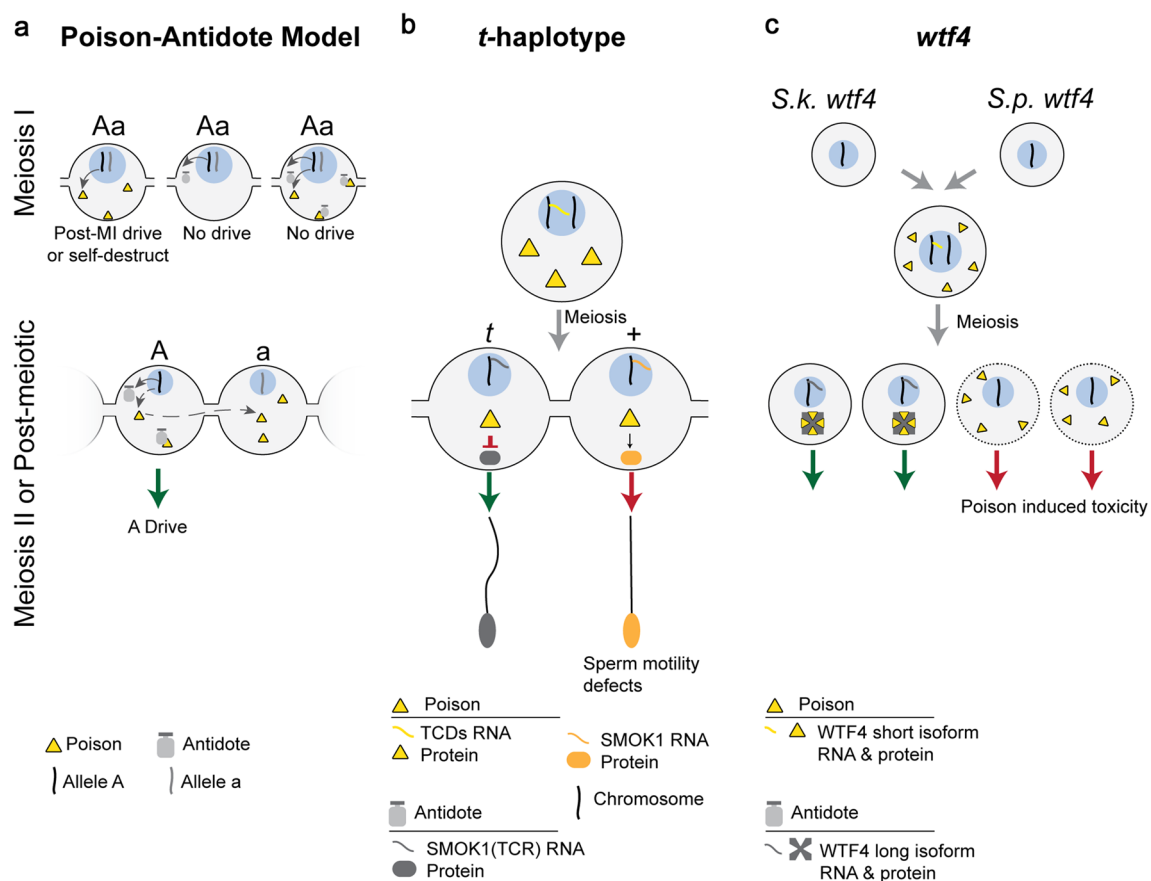 a
Poison-Antidote Model
Meiosis I
Aa
Aa
Aa
Post-MI drive
or self-destruct
No drive
No drive
Meiosis II or Post-meiotic
A
a
A Drive
Poison
Antidote
Allele A
Allele a
b
t-haplotype
Meiosis
t
+
Sperm motility
defects
Poison
TCDs RNA
Protein
SMOK1 RNA
Protein
Chromosome
Antidote
SMOK1(TCR) RNA
Protein
c
wtf4
S.k. wtf4
S.p. wtf4
Meiosis
Poison induced toxicity
Poison
WTF4 short isoform
RNA & protein
Antidote
WTF4 long isoform
RNA & protein